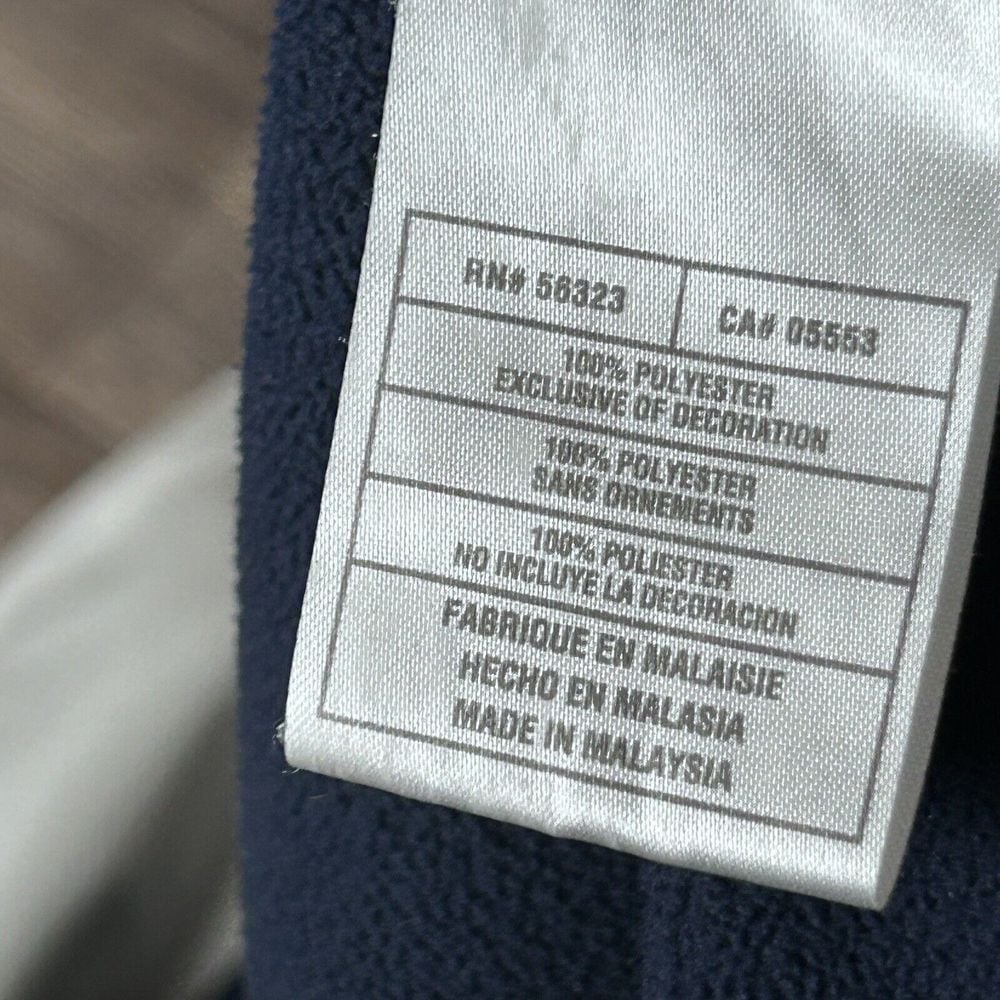 RN# 56323
CA# 05553
100% POLYESTER
EXCLUSIVE OF DECORATION
100% POLYESTER
SANS ORNEMENTS
100% POLIESTER
NO INCLUYE LA DECORACION
FABRIQUE EN MALAISIE
HECHO EN MALASIA
MADE IN MALAYSIA